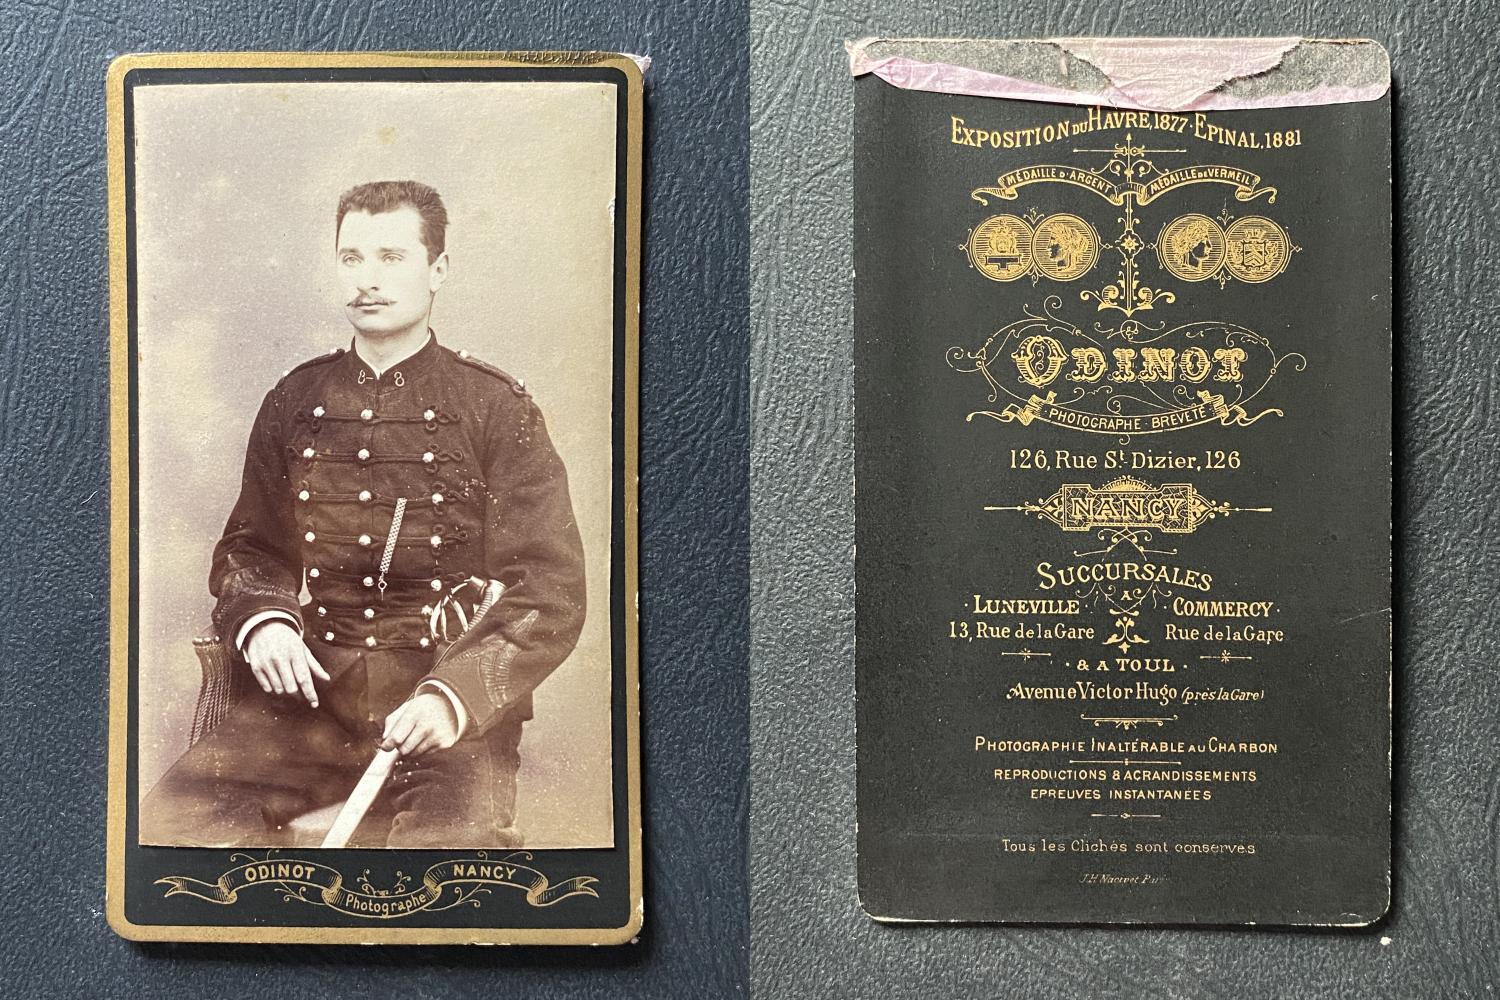 8 8
ODINOT
NANCY
Photographe
EXPOSITION DU HAVRE, 1877 · EPINAL, 1881
MÉDAILLE D'ARGENT
MÉDAILLE DE VERMEIL
ODINOT
PHOTOGRAPHE · BREVETÉ
126, Rue St. Dizier, 126
NANCY
SUCCURSALES
A
· LUNEVILLE · · COMMERCY ·
13, Rue de la Gare Rue de la Gare
· & A TOUL ·
Avenue Victor Hugo (près la Gare)
PHOTOGRAPHIE INALTÉRABLE AU CHARBON
REPRODUCTIONS & AGRANDISSEMENTS
EPREUVES INSTANTANÉES
Tous les Clichés sont conservés